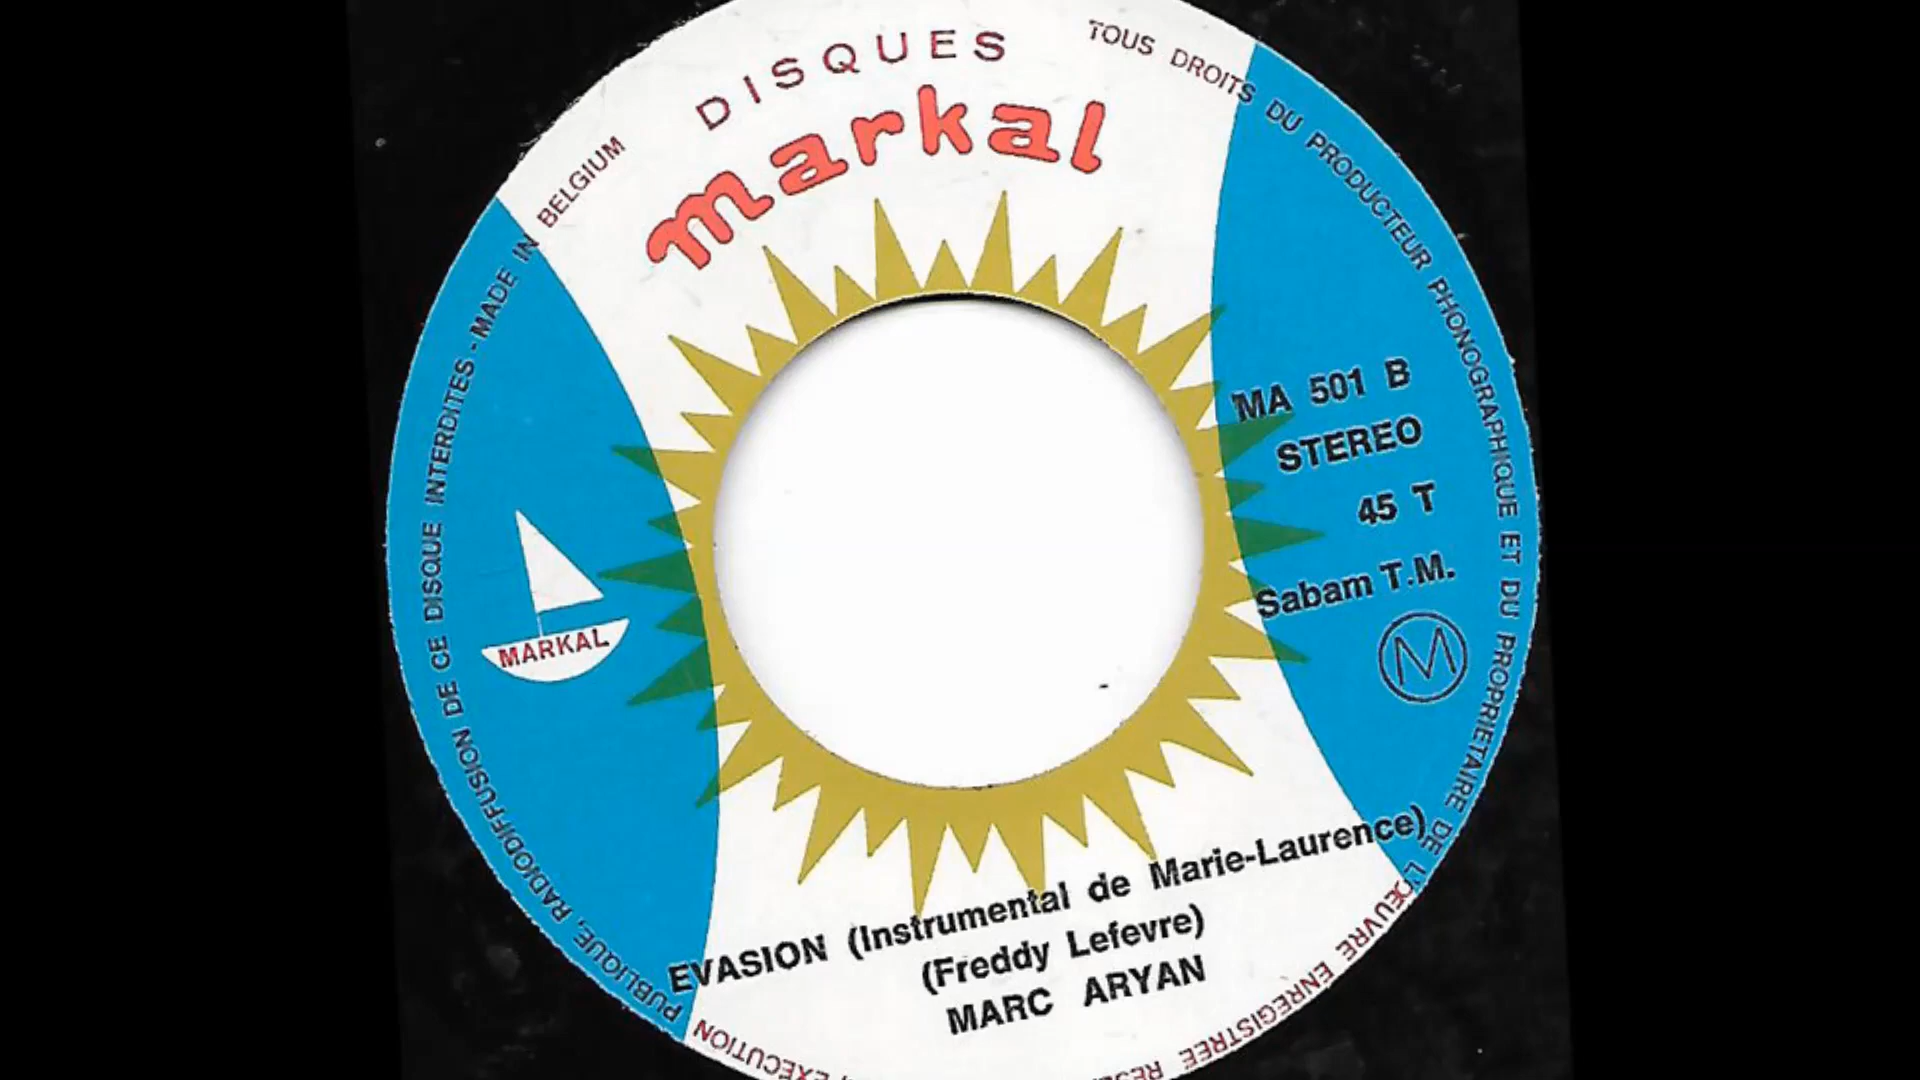 DISQUES
markal
TOUS DROITS DU PRODUCTEUR PHONOGRAPHIQUE ET DU PROPRIETAIRE DE L'OEUVRE ENREGISTREE
EXECUTION PUBLIQUE, RADIODIFFUSION DE CE DISQUE INTERDITES - MADE IN BELGIUM
MA 501 B
STEREO
45 T
Sabam T.M.
M
MARKAL
EVASION (Instrumental de Marie-Laurence)
(Freddy Lefevre)
MARC ARYAN